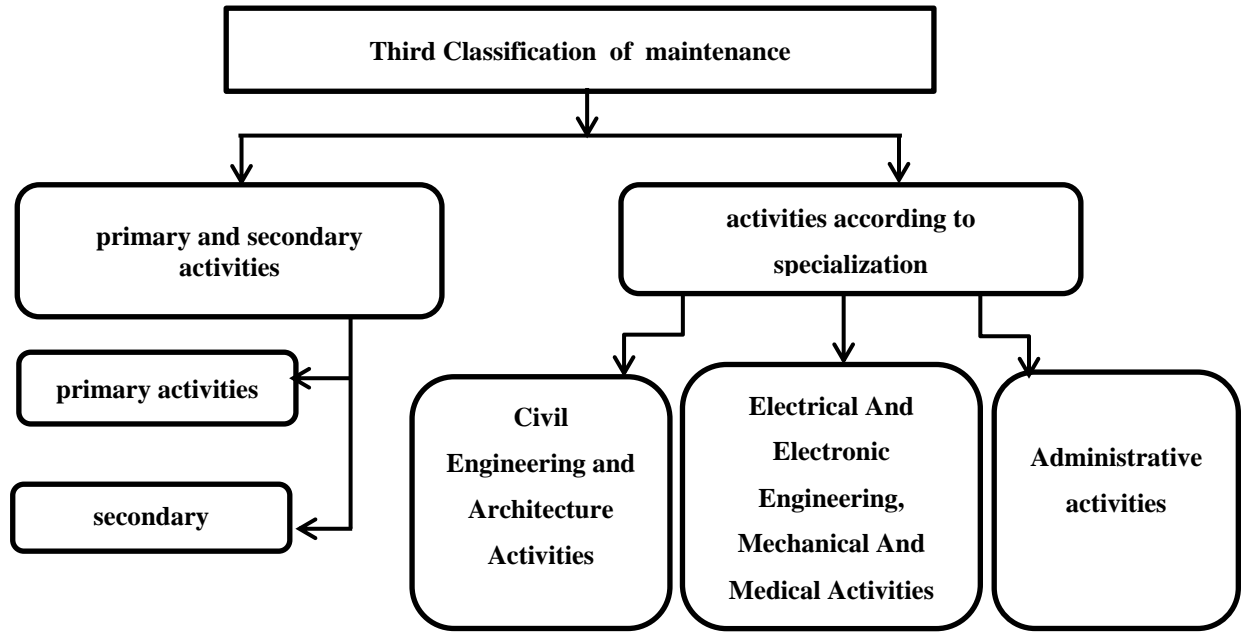 Third Classification of maintenance
primary and secondary
activities
activities according to
specialization
primary activities
secondary
Civil
Engineering and
Architecture
Activities
Electrical And
Electronic
Engineering,
Mechanical And
Medical Activities
Administrative
activities